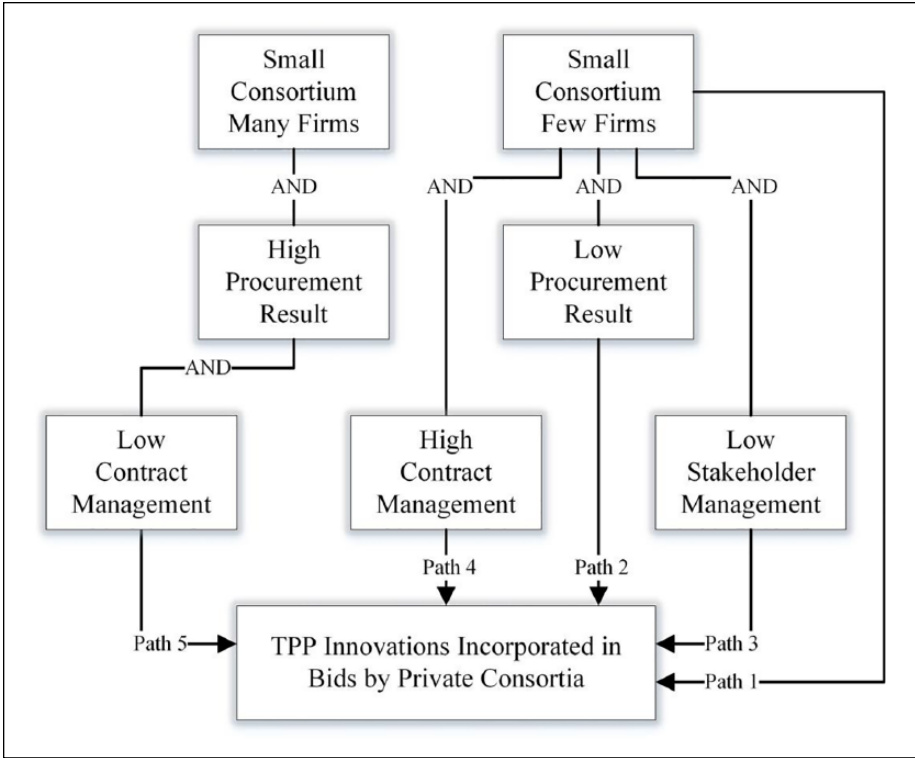 Small
Consortium
Many Firms
Small
Consortium
Few Firms
AND
AND
AND
AND
High
Procurement
Result
Low
Procurement
Result
AND
Low
Contract
Management
High
Contract
Management
Low
Stakeholder
Management
Path 4
Path 2
Path 5
TPP Innovations Incorporated in
Bids by Private Consortia
Path 3
Path 1